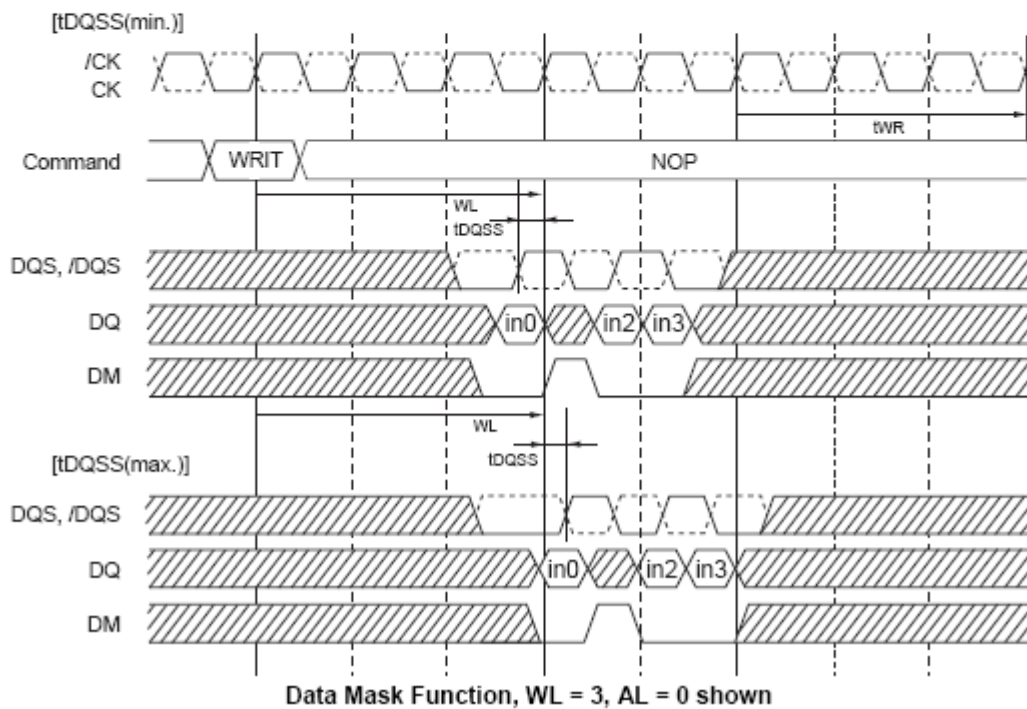 [tDQSS(min.)]
/CK
CK
tWR
Command WRIT NOP
WL
tDQSS
DQS, /DQS
DQ in0 in2 in3
DM
WL
tDQSS
[tDQSS(max.)]
DQS, /DQS
DQ in0 in2 in3
DM
Data Mask Function, WL = 3, AL = 0 shown